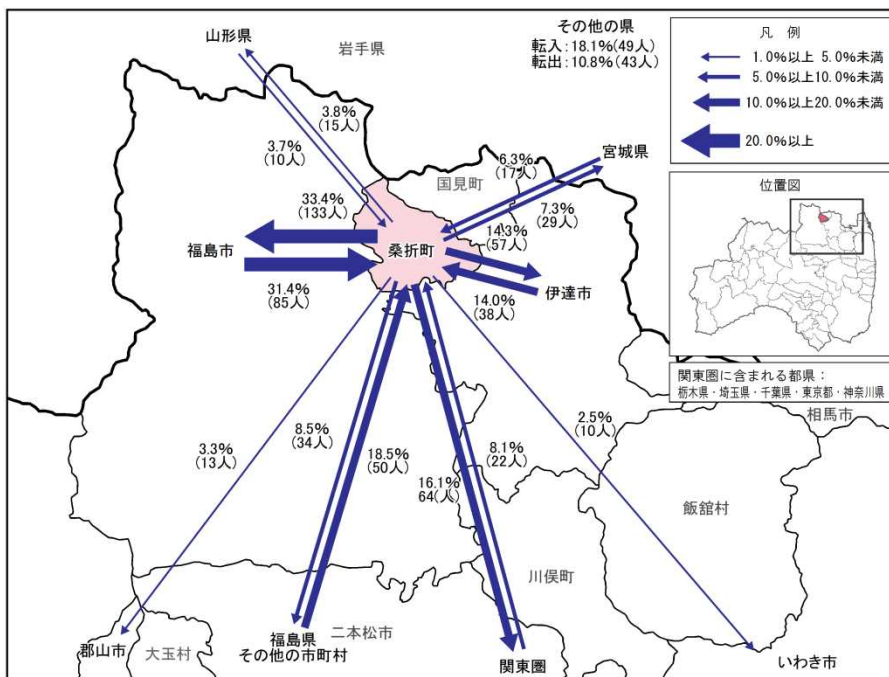 山形県
岩手県
その他の県
転入：18.1%(49人)
転出：10.8%(43人)
凡 例
1.0%以上 5.0%未満
5.0%以上10.0%未満
10.0%以上20.0%未満
20.0%以上
3.8%
(15人)
3.7%
(10人)
宮城県
6.3%
(17人)
国見町
7.3%
(29人)
位置図
33.4%
(133人)
14.3%
(57人)
福島市
桑折町
31.4%
(85人)
14.0%
(38人)
伊達市
関東圏に含まれる都県：
栃木県・埼玉県・千葉県・東京都・神奈川県
相馬市
2.5%
(10人)
3.3%
(13人)
8.5%
(34人)
18.5%
(50人)
8.1%
(22人)
16.1%
64(人)
飯舘村
川俣町
郡山市
大玉村
福島県
その他の市町村
二本松市
関東圏
いわき市